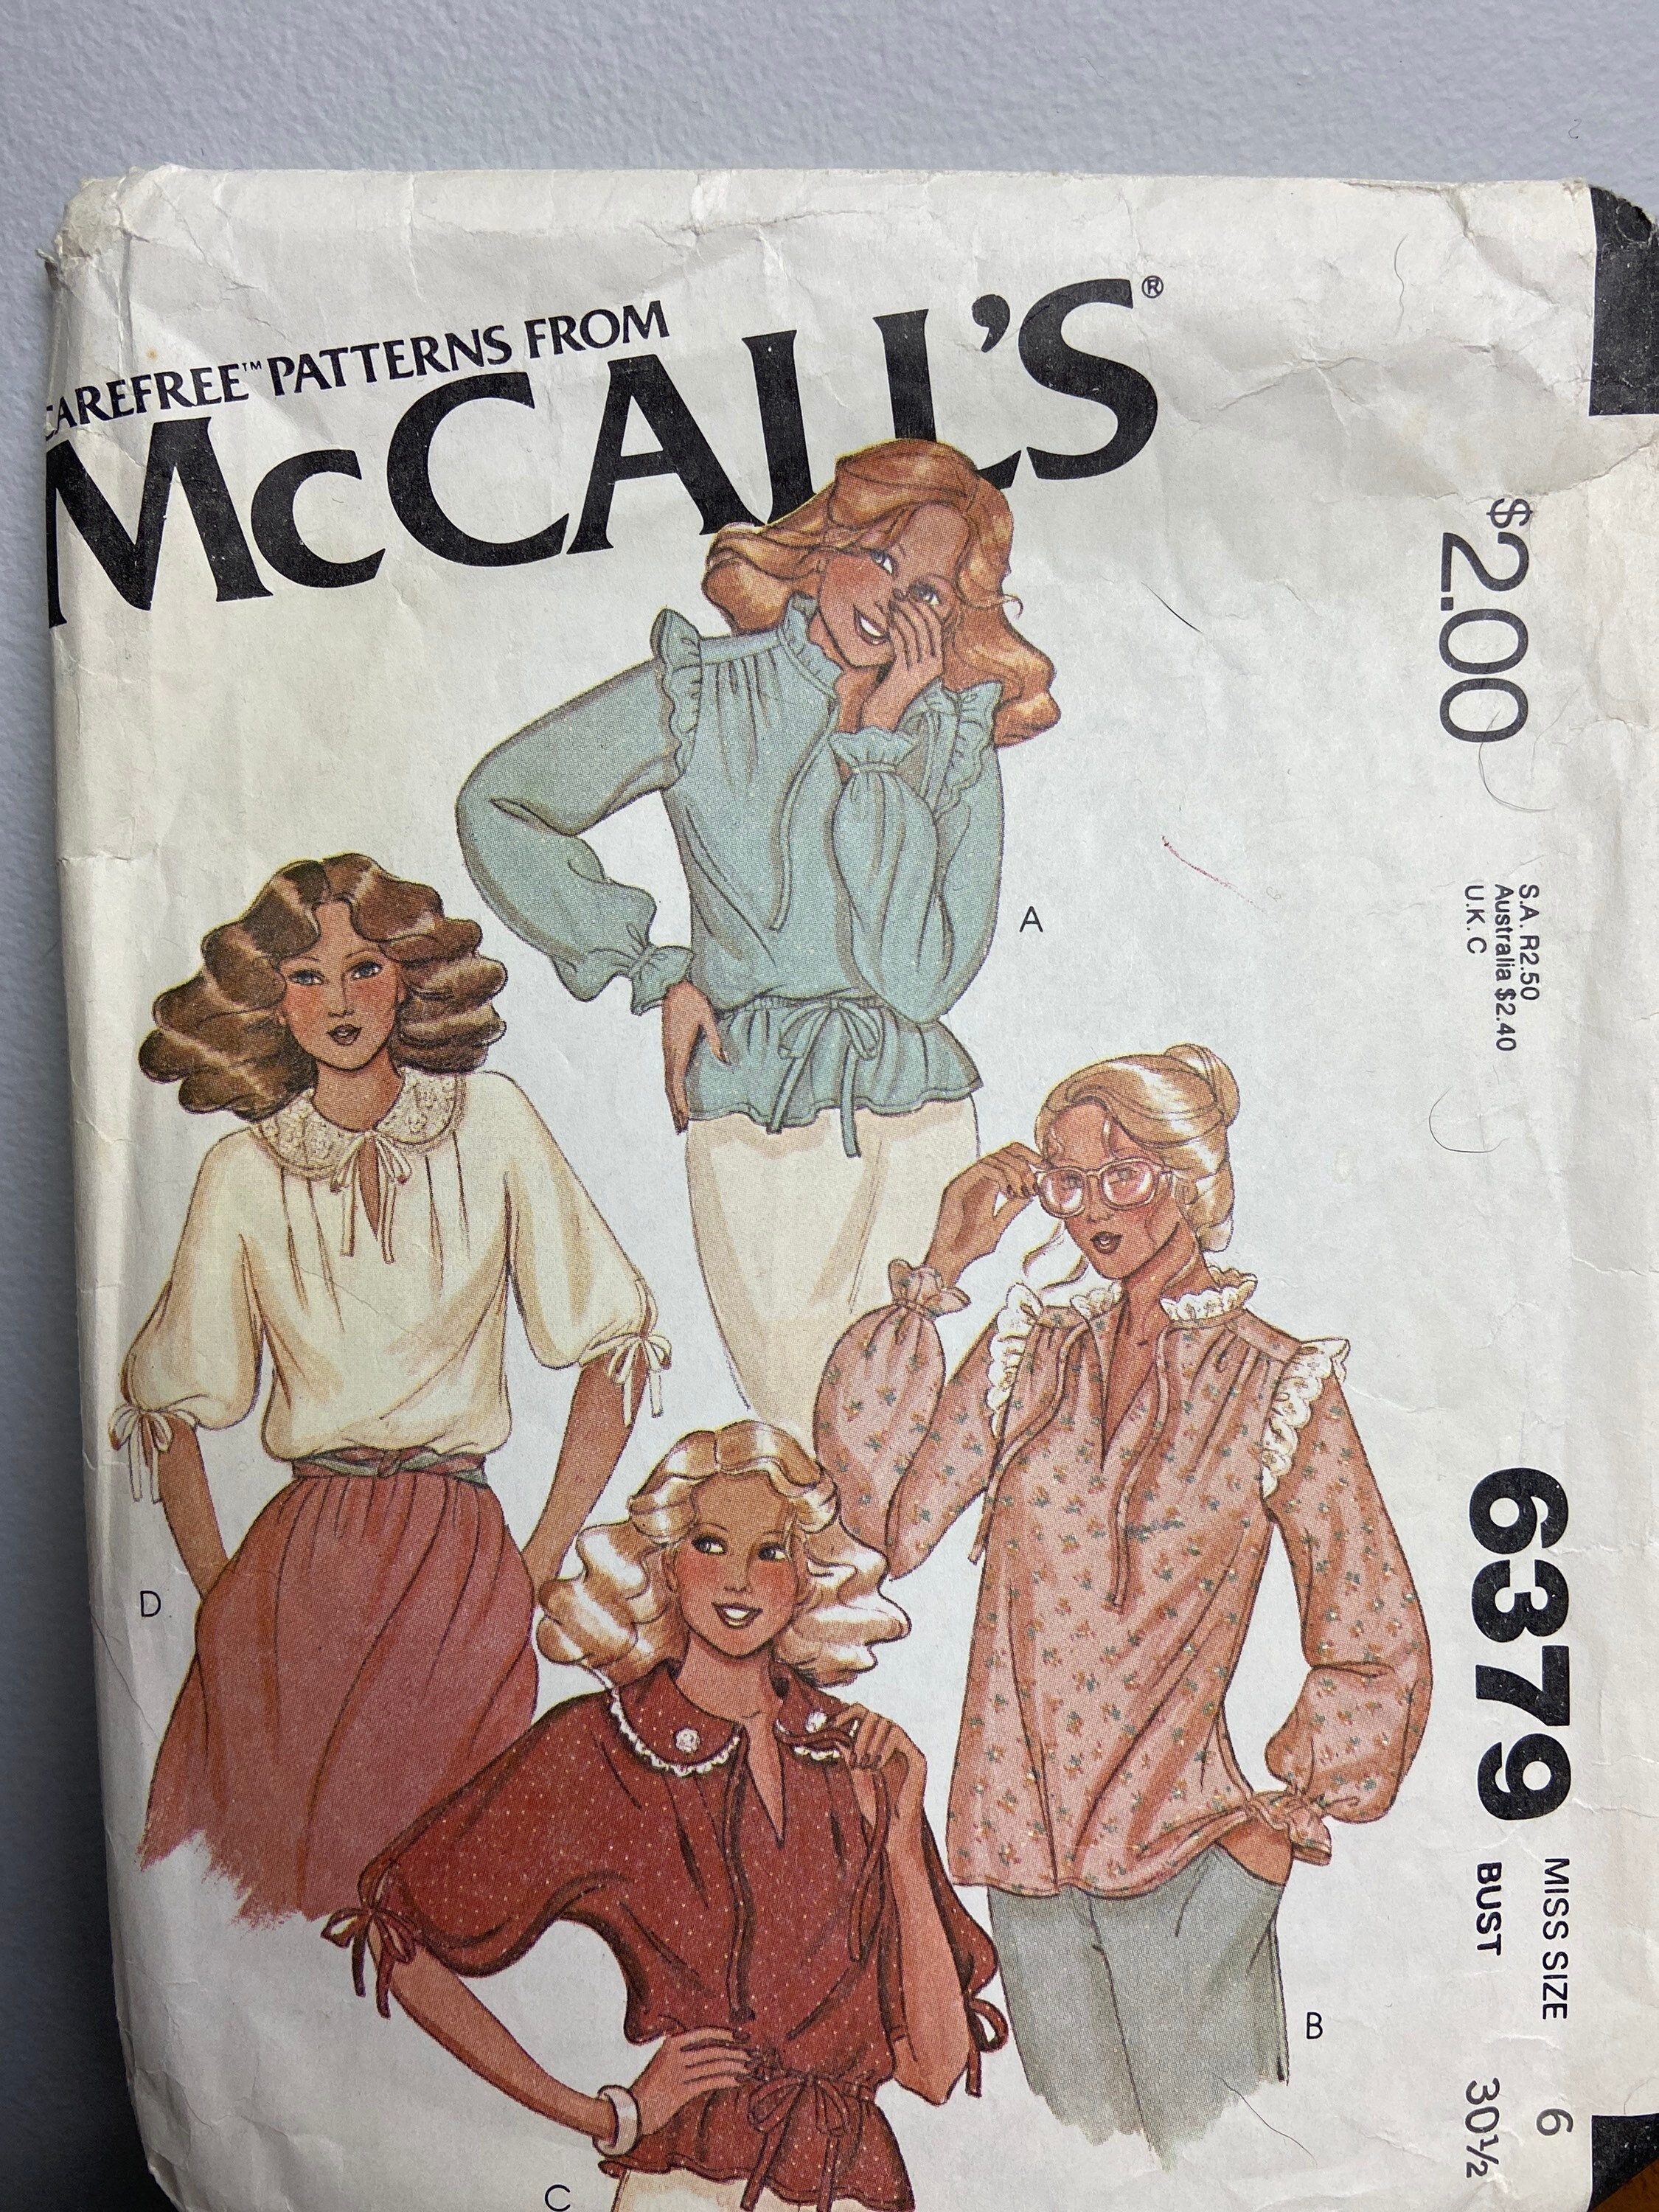 CAREFREE™ PATTERNS FROM
McCALL'S®
$2.00
S.A. R2.50
Australia $2.40
U.K. C
6379
MISS SIZE 6
BUST 30½
A
D
B
C